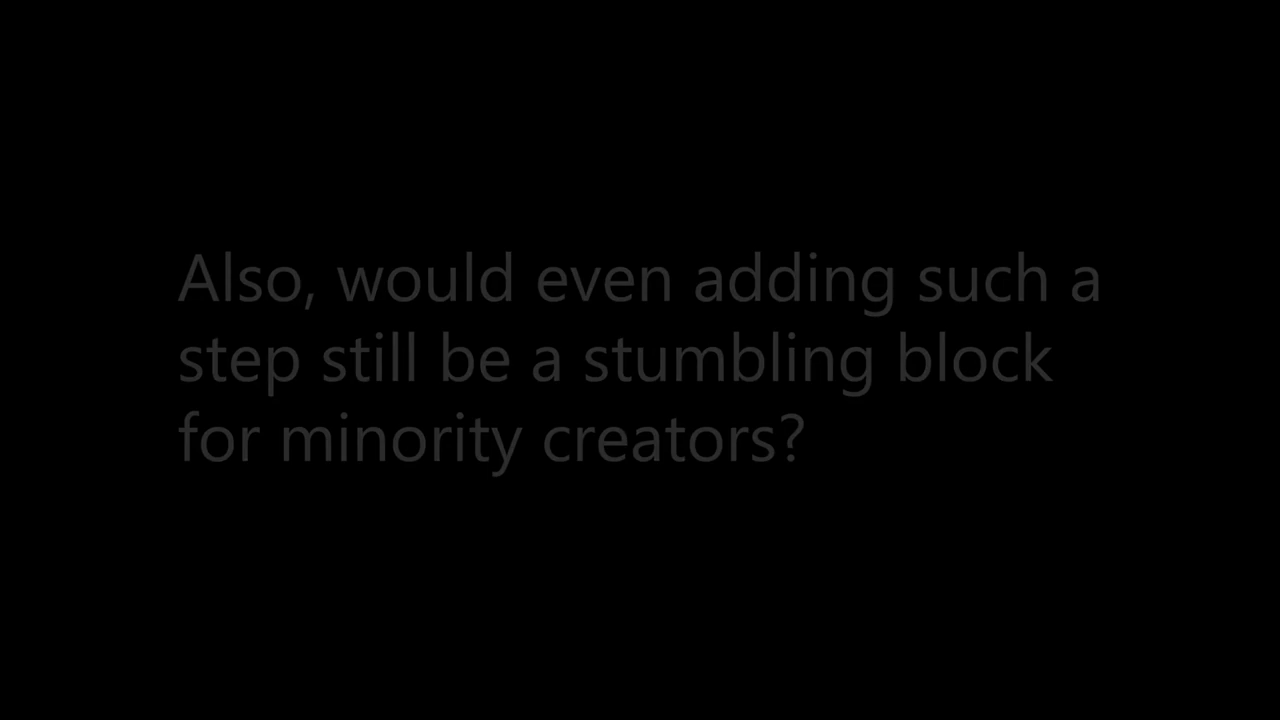 Also, would even adding such a
step still be a stumbling block
for minority creators?